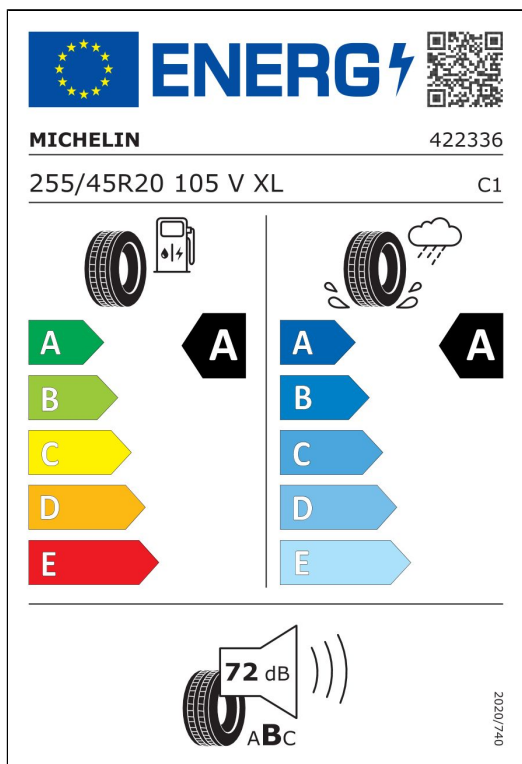 ENERG
MICHELIN 422336
255/45R20 105 V XL C1
A A A A
B B
C C
D D
E E
72 dB
ABC
2020/740